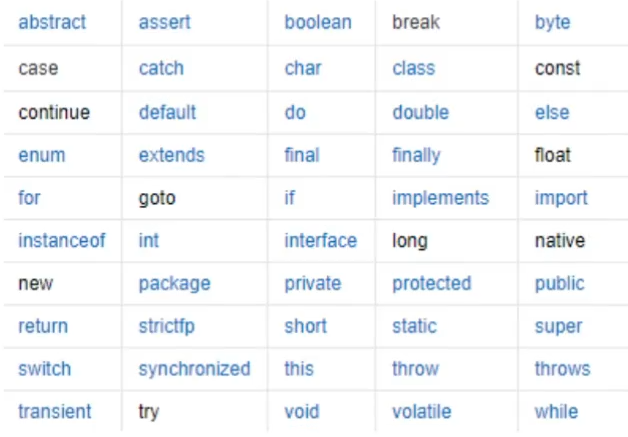 abstract assert boolean break byte
case catch char class const
continue default do double else
enum extends final finally float
for goto if implements import
instanceof int interface long native
new package private protected public
return strictfp short static super
switch synchronized this throw throws
transient try void volatile while